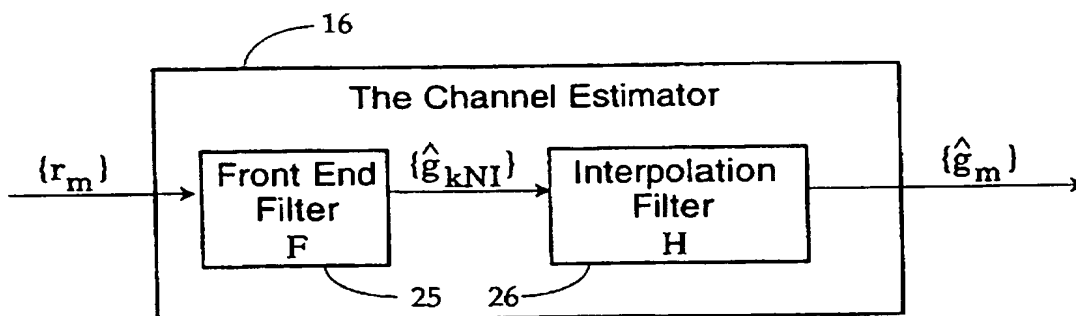 16
The Channel Estimator
{r_m}
Front End
Filter
F
{ĝ_kNI}
Interpolation
Filter
H
{ĝ_m}
25
26